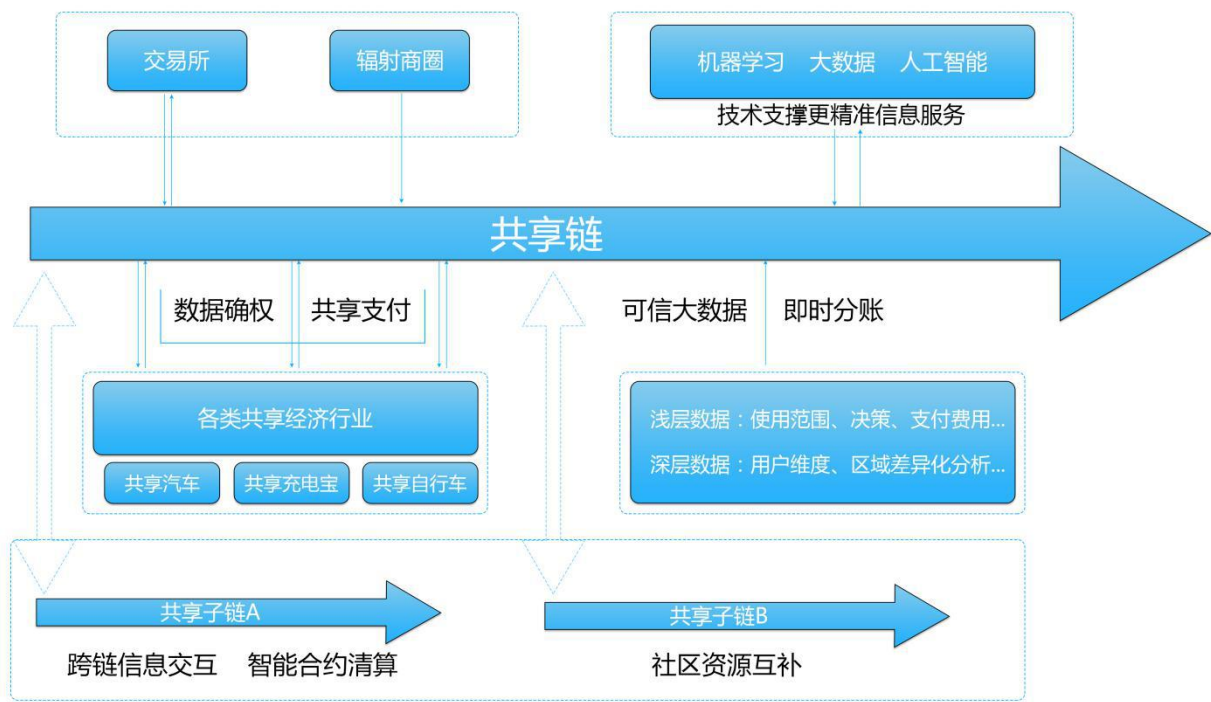 交易所
辐射商圈
机器学习 大数据 人工智能
技术支撑更精准信息服务
共享链
数据确权 共享支付
可信大数据 即时分账
各类共享经济行业
共享汽车
共享充电宝
共享自行车
浅层数据：使用范围、决策、支付费用...
深层数据：用户维度、区域差异化分析...
共享子链A
共享子链B
跨链信息交互 智能合约清算
社区资源互补